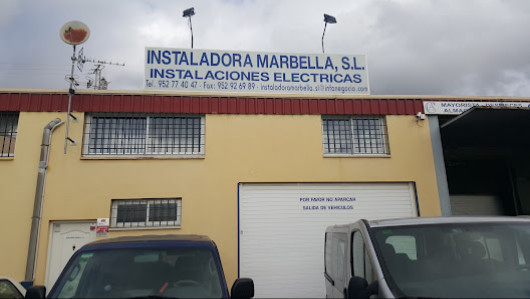 INSTALADORA MARBELLA, S.L.
INSTALACIONES ELECTRICAS
Tel. 952 77 40 47 - Fax: 952 92 69 89 - instaladoramarbella.sl@infonegocio.com
MAYORISTA
POR FAVOR NO APARCAR
SALIDA DE VEHICULOS